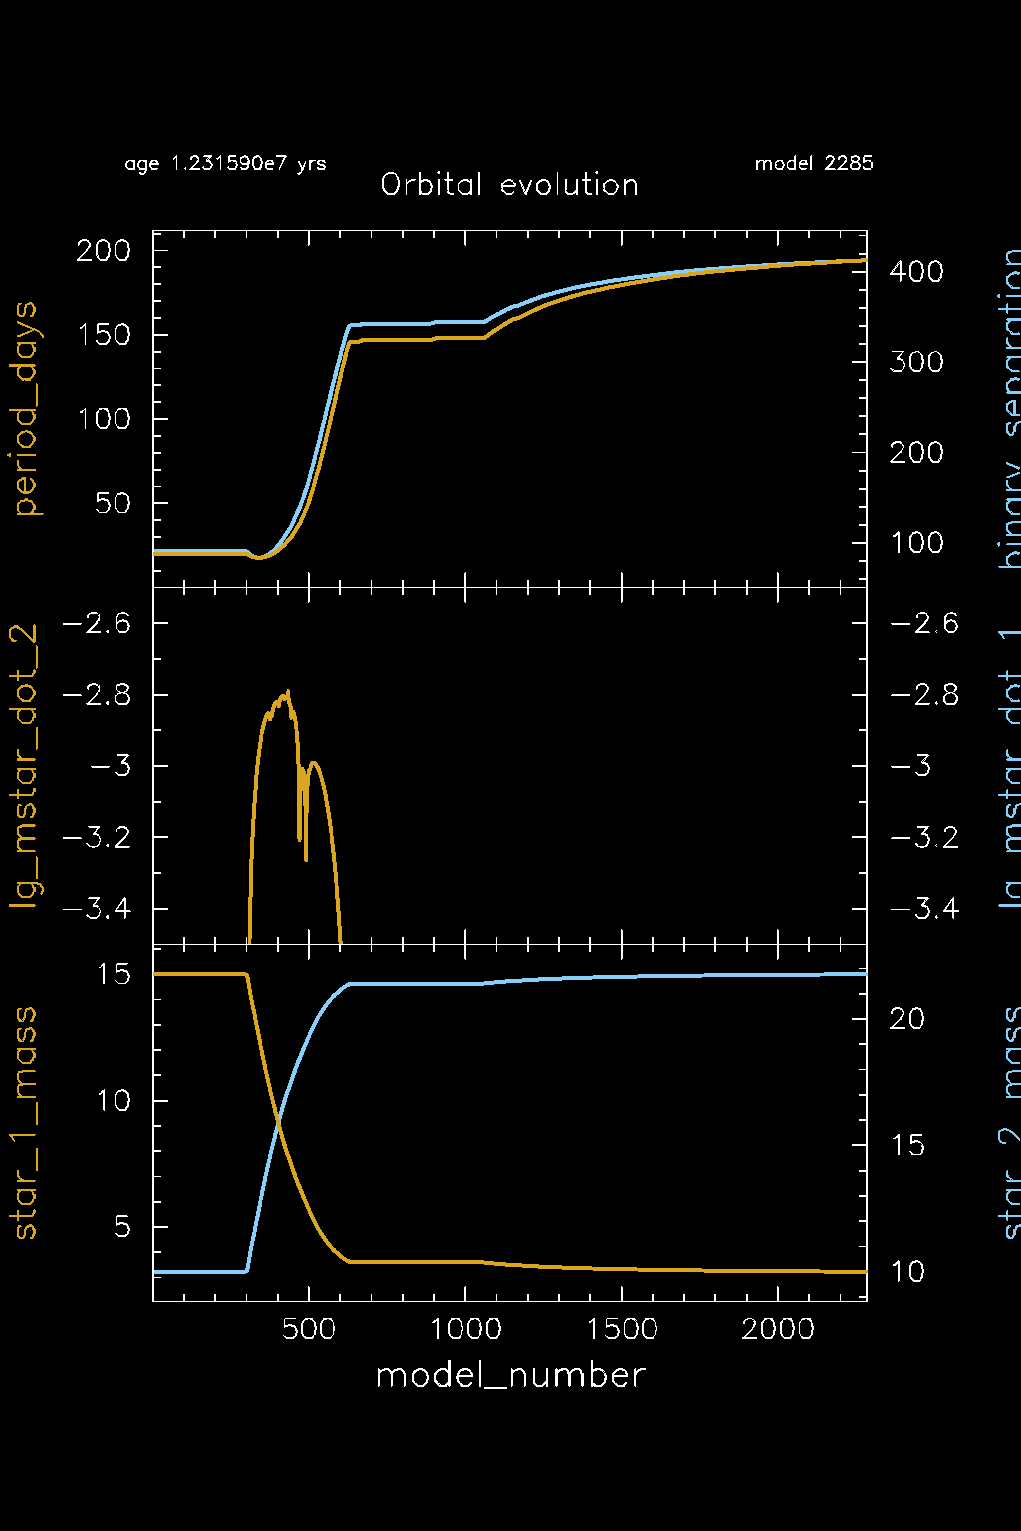 age 1.231590e7 yrs
model 2285
Orbital evolution
period_days
200
150
100
50
400
300
200
100
binary separation
lg_mstar_dot_2
−2.6
−2.8
−3
−3.2
−3.4
−2.6
−2.8
−3
−3.2
−3.4
lg_mstar_dot_1
star_1_mass
15
10
5
20
15
10
star_2_mass
500 1000 1500 2000
model_number